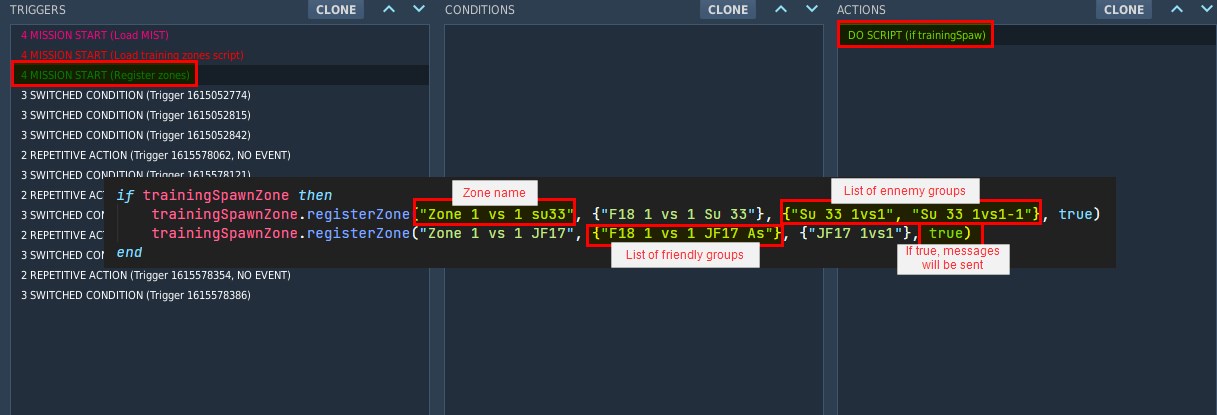 TRIGGERS
CLONE
CONDITIONS
CLONE
ACTIONS
CLONE
4 MISSION START (Load MIST)
4 MISSION START (Load training zones script)
4 MISSION START (Register zones)
3 SWITCHED CONDITION (Trigger 1615052774)
3 SWITCHED CONDITION (Trigger 1615052815)
3 SWITCHED CONDITION (Trigger 1615052842)
2 REPETITIVE ACTION (Trigger 1615578062, NO EVENT)
3 SWITCHED CONDITION (Trigger 1615578121)
2 REPETITIVE ACT
3 SWITCHED CON
2 REPETITIVE ACT
3 SWITCHED CON
2 REPETITIVE ACTION (Trigger 1615578354, NO EVENT)
3 SWITCHED CONDITION (Trigger 1615578386)
DO SCRIPT (if trainingSpaw)
Zone name
List of ennemy groups
if trainingSpawnZone then
trainingSpawnZone.registerZone("Zone 1 vs 1 su33", {"F18 1 vs 1 Su 33"}, {"Su 33 1vs1", "Su 33 1vs1-1"}, true)
trainingSpawnZone.registerZone("Zone 1 vs 1 JF17", {"F18 1 vs 1 JF17 As"}, {"JF17 1vs1"}, true)
end
List of friendly groups
If true, messages
will be sent